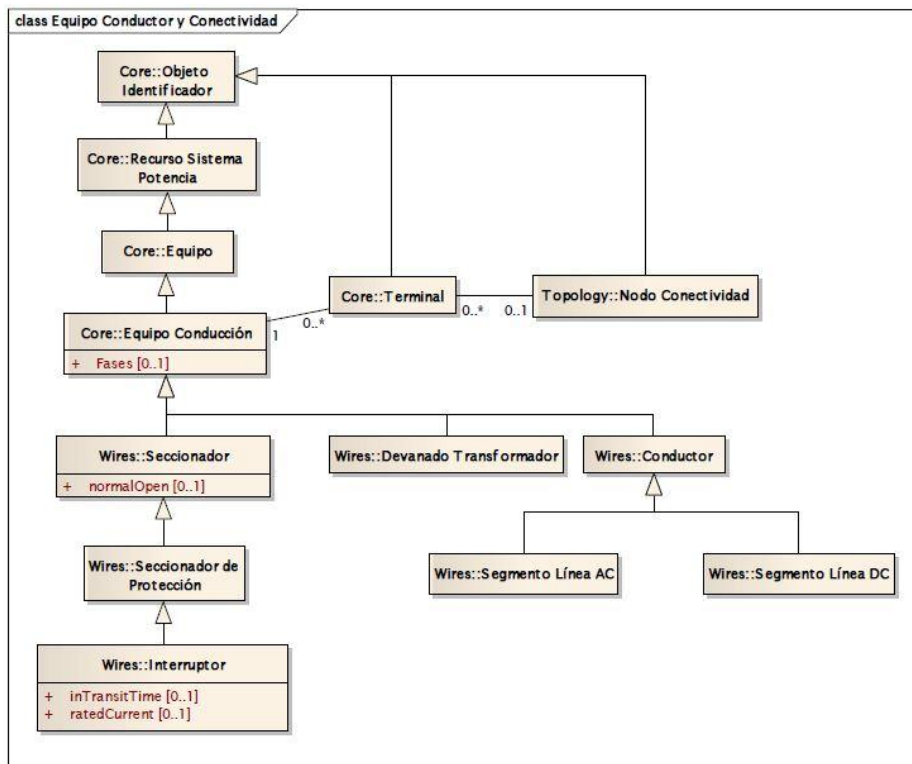 class Equipo Conductor y Conectividad
Core::Objeto
Identificador
Core::Recurso Sistema
Potencia
Core::Equipo
Core::Terminal
Topology::Nodo Conectividad
0..*
0..1
Core::Equipo Conducción
0..*
1
+ Fases [0..1]
Wires::Seccionador
Wires::Devanado Transformador
Wires::Conductor
+ normalOpen [0..1]
Wires::Seccionador de
Protección
Wires::Segmento Línea AC
Wires::Segmento Línea DC
Wires::Interruptor
+ inTransitTime [0..1]
+ ratedCurrent [0..1]